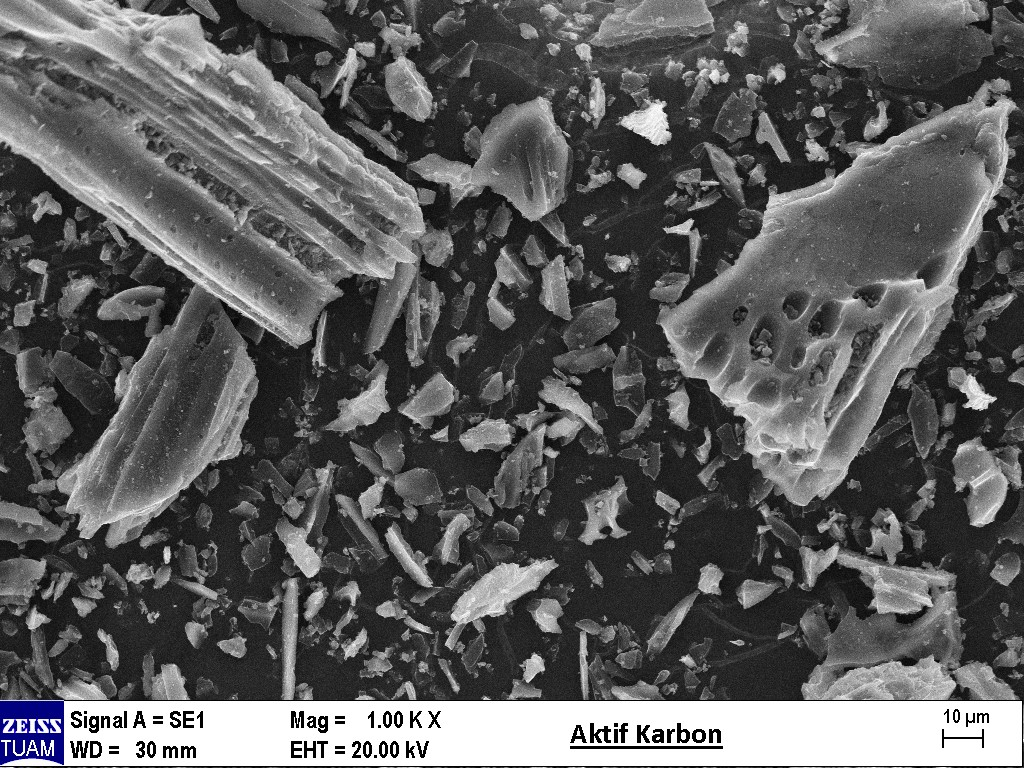 ZEISS
TUAM
Signal A = SE1
WD = 30 mm
Mag = 1.00 K X
EHT = 20.00 kV
Aktif Karbon
10 µm